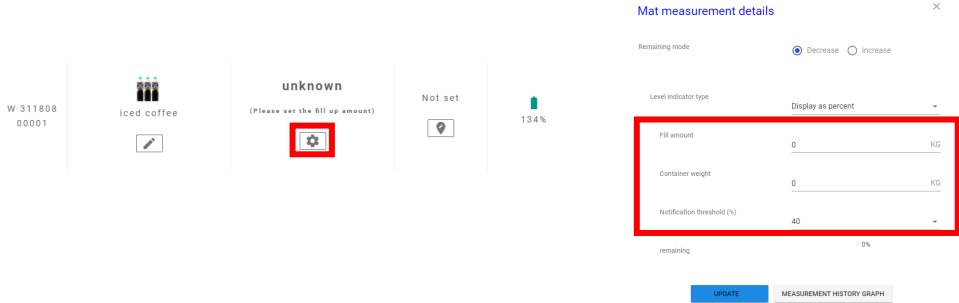 Mat measurement details
Remaining mode
Decrease
increase
W 311808
00001
iced coffee
unknown
(Please set the fill up amount)
Not set
134%
Level indicator type
Display as percent
Fill amount
0
KG
Container weight
0
KG
Notification threshold (%)
40
remaining
0%
UPDATE
MEASUREMENT HISTORY GRAPH